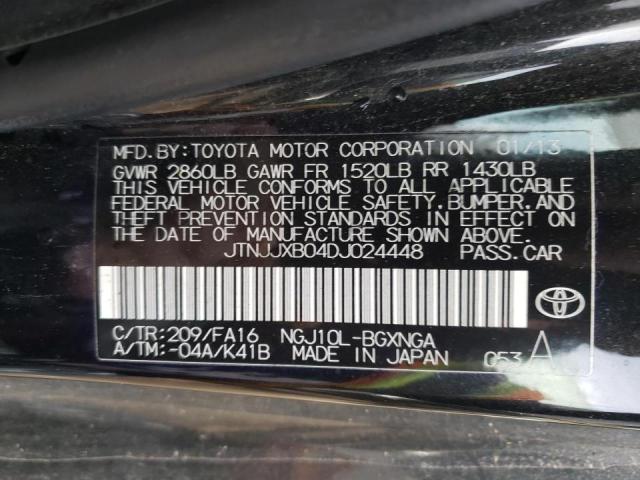 MFD.BY:TOYOTA MOTOR CORPORATION 01/13
GVWR 2860LB GAWR FR 1520LB RR 1430LB
THIS VEHICLE CONFORMS TO ALL APPLICABLE
FEDERAL MOTOR VEHICLE SAFETY,BUMPER,AND
THEFT PREVENTION STANDARDS IN EFFECT ON
THE DATE OF MANUFACTURE SHOWN ABOVE.
JTNJJXB04DJ024448 PASS.CAR
C/TR:209/FA16 NGJ10L-BGXNGA
A/TM:-04A/K41B MADE IN JAPAN 053 A